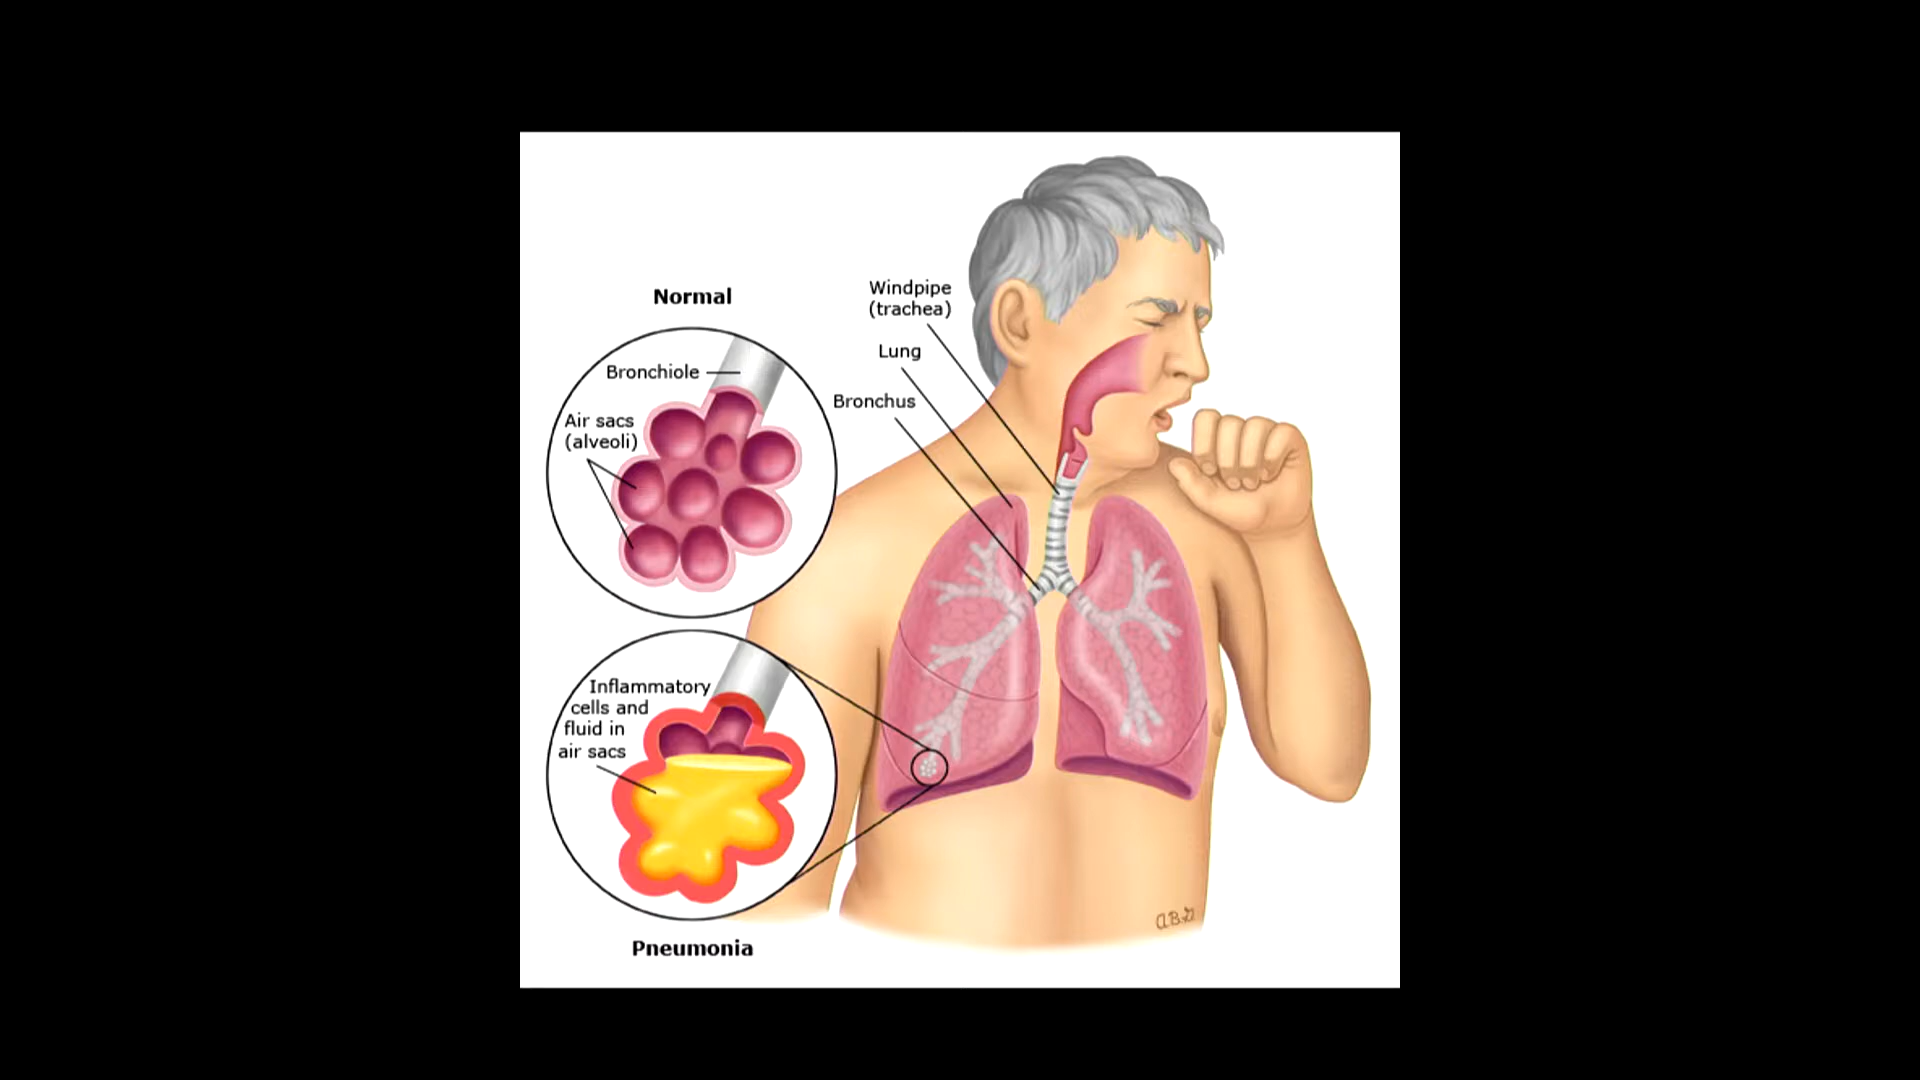 Normal
Bronchiole
Air sacs
(alveoli)
Windpipe
(trachea)
Lung
Bronchus
Inflammatory
cells and
fluid in
air sacs
Pneumonia